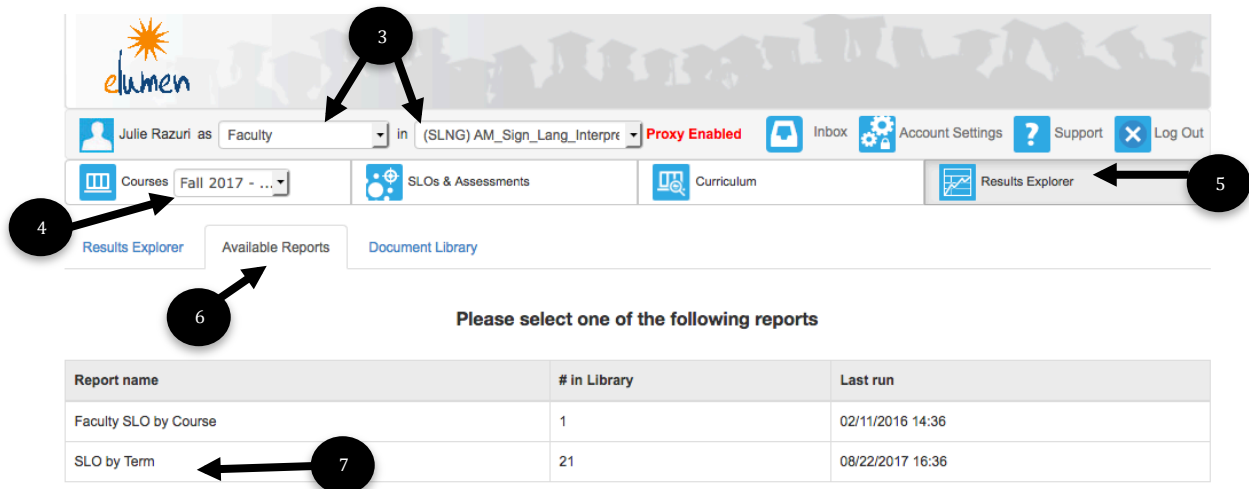 3
elumen
Julie Razuri as Faculty in (SLNG) AM_Sign_Lang_Interpre Proxy Enabled Inbox Account Settings ? Support X Log Out
Courses Fall 2017 - ... SLOs & Assessments Curriculum Results Explorer 5
4
Results Explorer Available Reports Document Library
6
Please select one of the following reports
Report name # in Library Last run
Faculty SLO by Course 1 02/11/2016 14:36
SLO by Term 7 21 08/22/2017 16:36